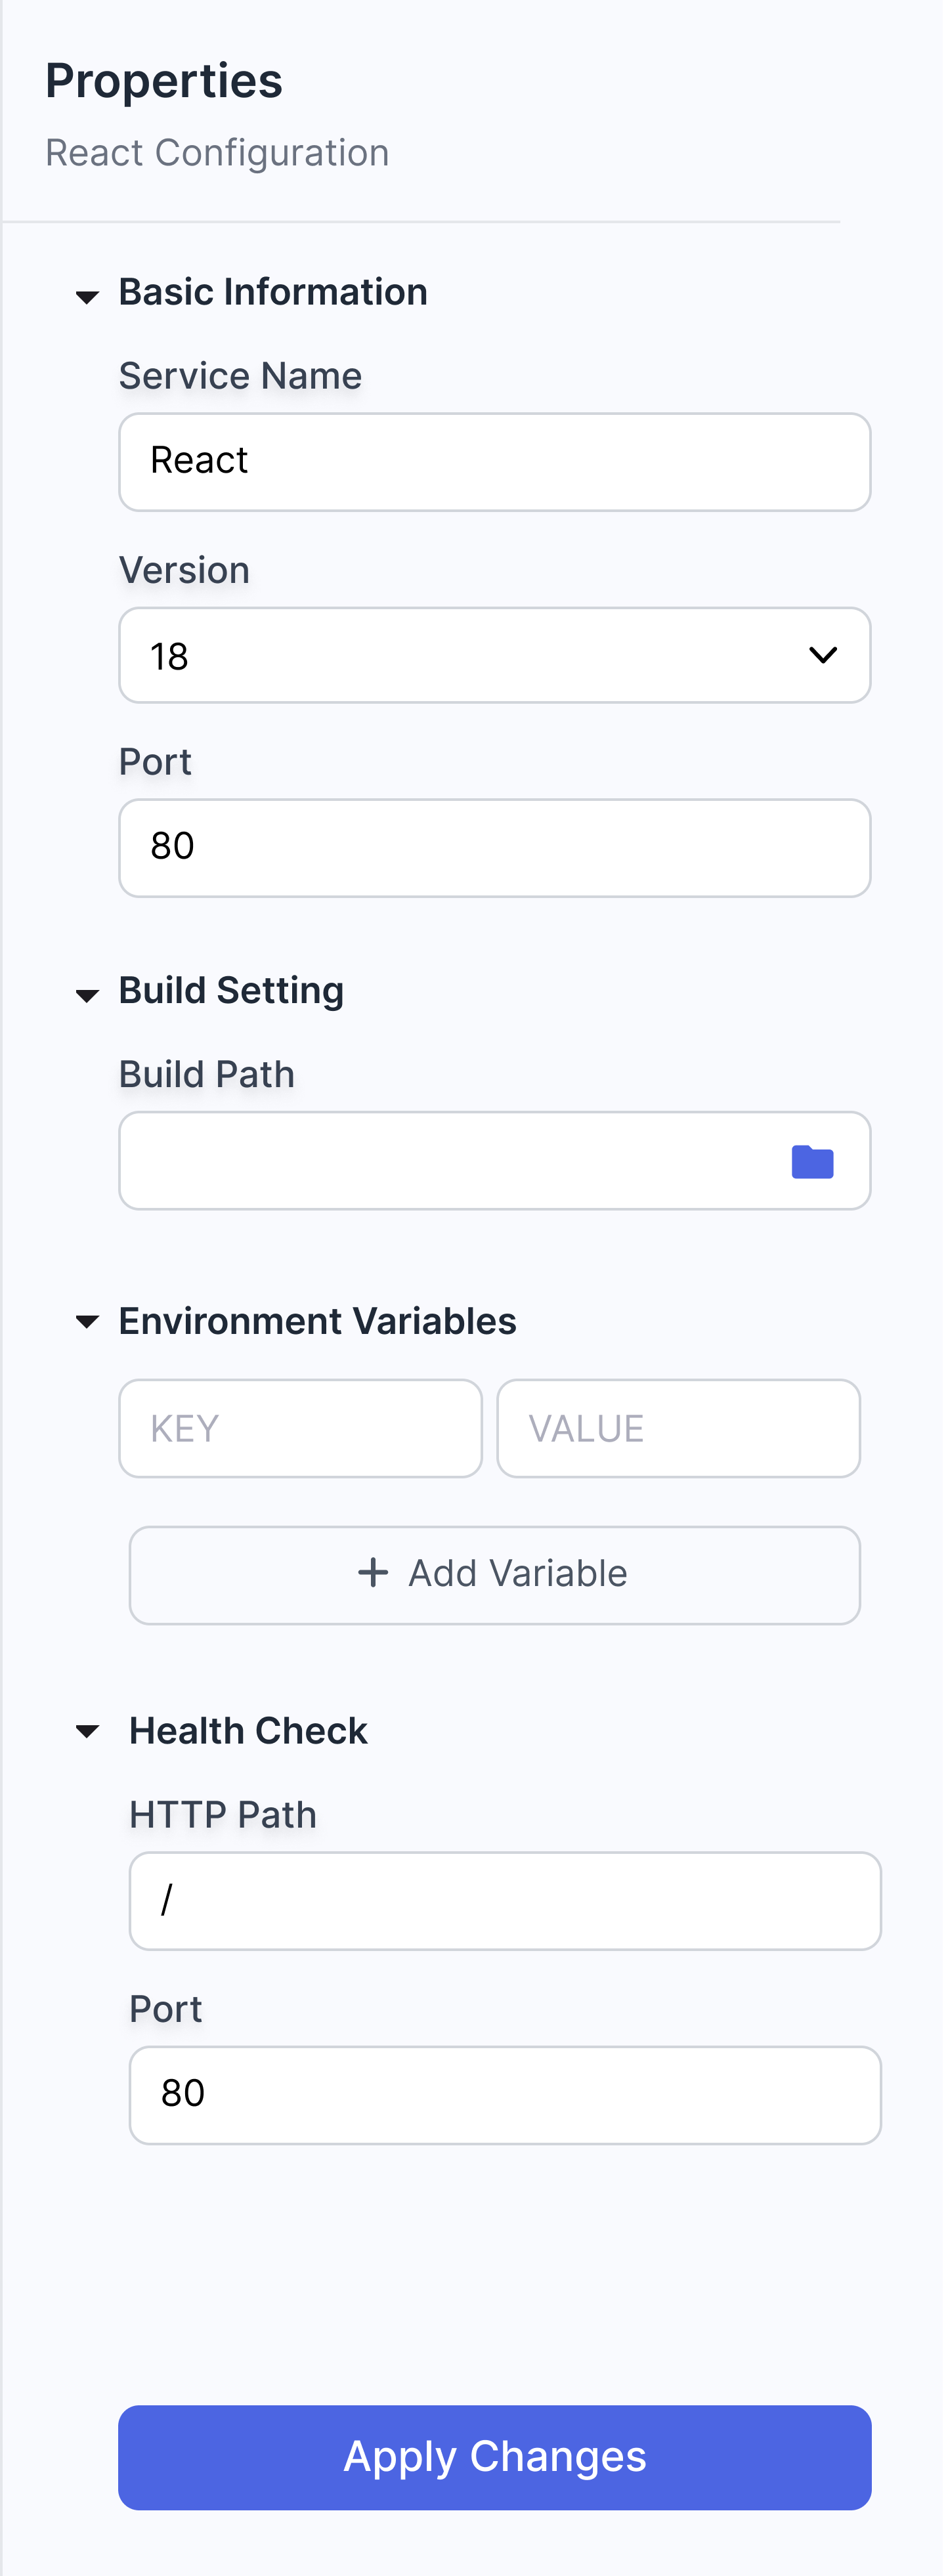 Properties
React Configuration
Basic Information
Service Name
React
Version
18
Port
80
Build Setting
Build Path
Environment Variables
KEY VALUE
+ Add Variable
Health Check
HTTP Path
/
Port
80
Apply Changes